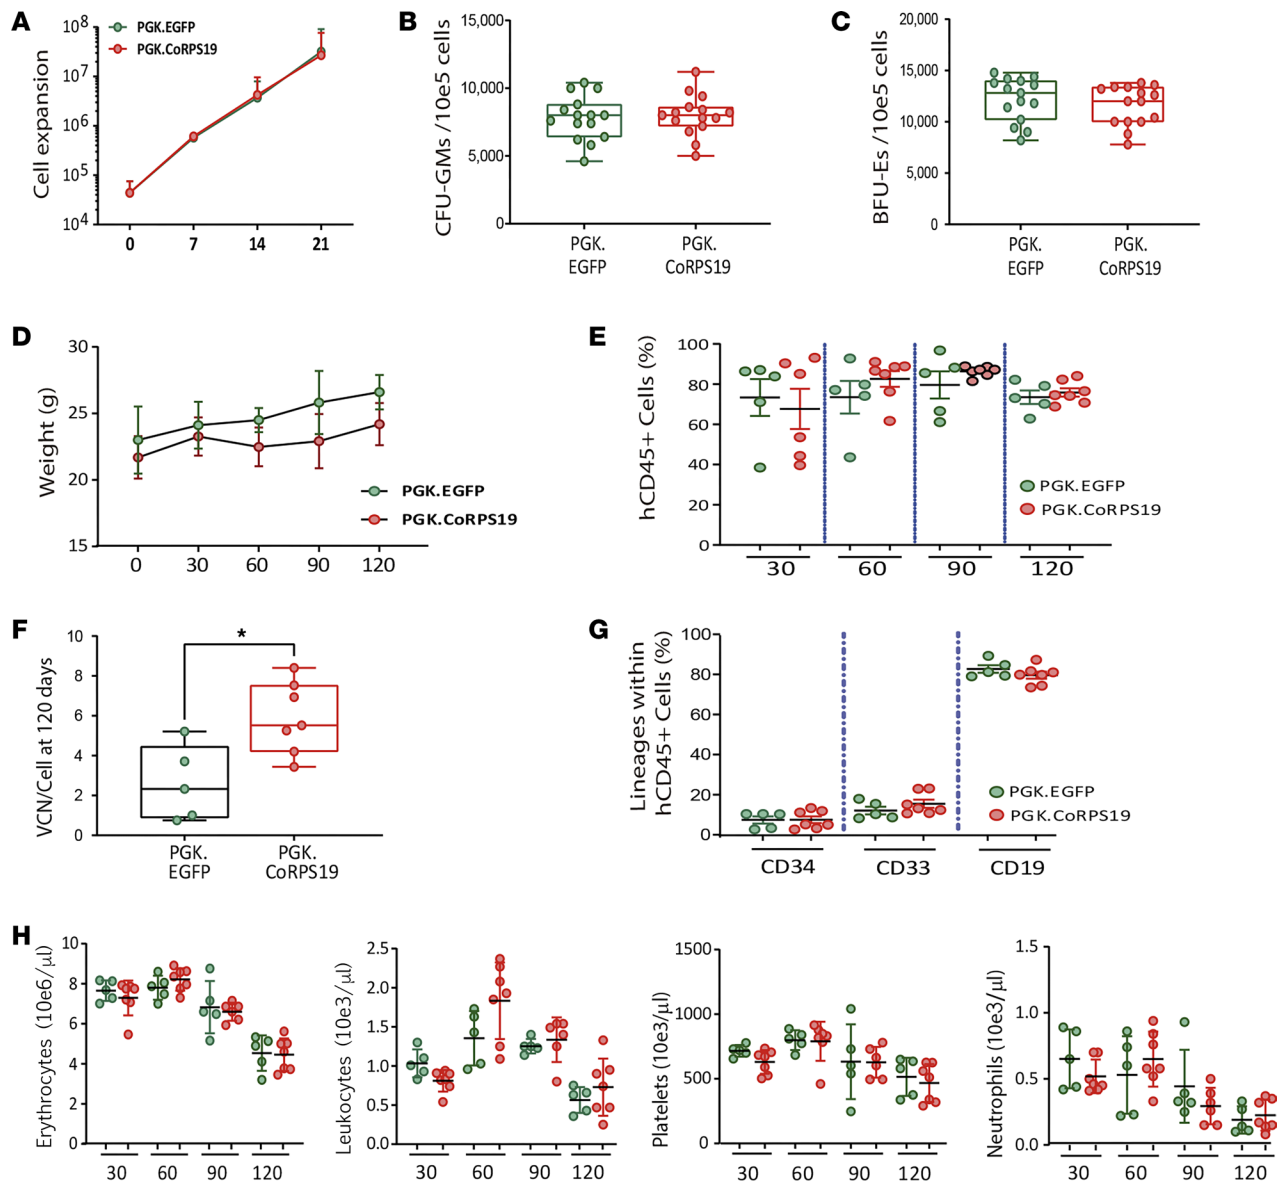 A
PGK.EGFP
PGK.CoRPS19
Cell expansion
10⁸
10⁷
10⁶
10⁵
10⁴
0 7 14 21
B
CFU-GMs /10e5 cells
15,000
10,000
5,000
0
PGK. PGK.
EGFP CoRPS19
C
BFU-Es /10e5 cells
20,000
15,000
10,000
5,000
0
PGK. PGK.
EGFP CoRPS19
D
Weight (g)
30
25
20
15
PGK.EGFP
PGK.CoRPS19
0 30 60 90 120
E
hCD45+ Cells (%)
100
80
60
40
20
0
PGK.EGFP
PGK.CoRPS19
30 60 90 120
F
VCN/Cell at 120 days
10
8
6
4
2
0
*
PGK. PGK.
EGFP CoRPS19
G
Lineages within
hCD45+ Cells (%)
100
80
60
40
20
0
PGK.EGFP
PGK.CoRPS19
CD34 CD33 CD19
H
Erythrocytes (10e6/μl)
10
8
6
4
2
0
30 60 90 120
Leukocytes (10e3/μl)
2.5
2.0
1.5
1.0
0.5
0.0
30 60 90 120
Platelets (10e3/μl)
1500
1000
500
0
30 60 90 120
Neutrophils (10e3/μl)
1.5
1.0
0.5
0.0
30 60 90 120